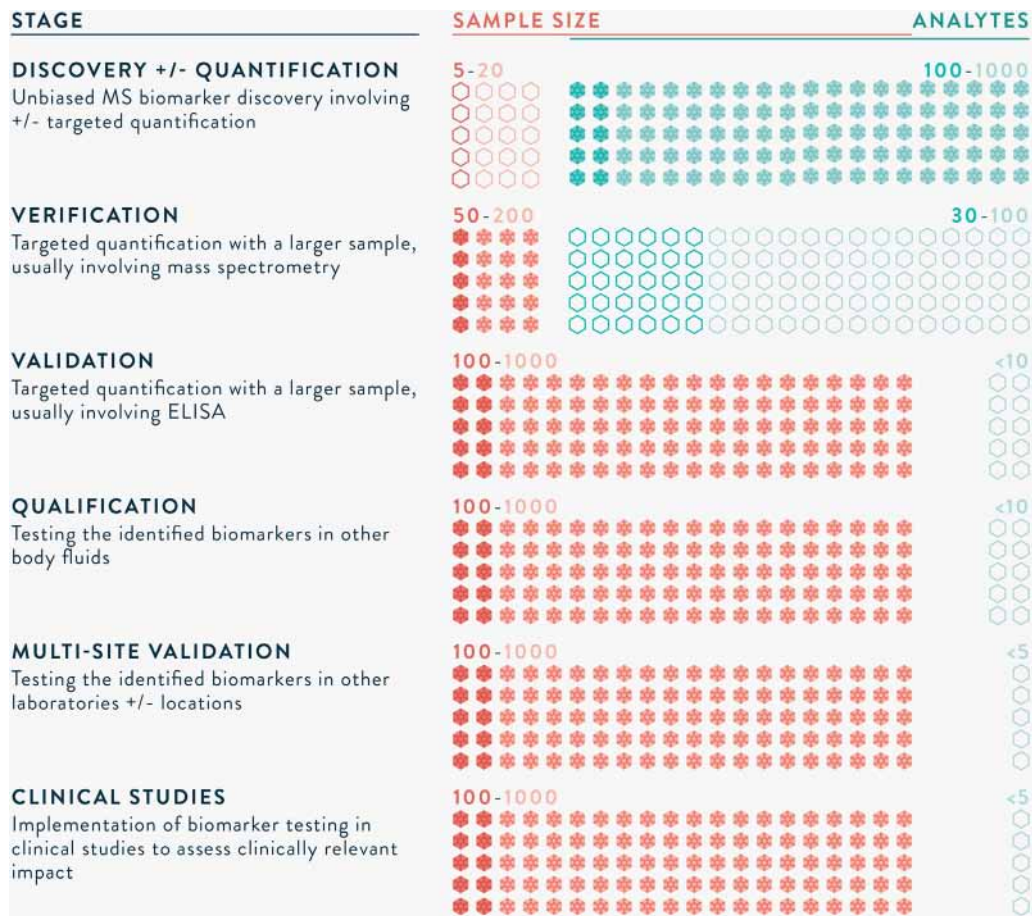 STAGE SAMPLE SIZE ANALYTES
DISCOVERY +/- QUANTIFICATION 5-20 100-1000
Unbiased MS biomarker discovery involving
+/- targeted quantification
VERIFICATION 50-200 30-100
Targeted quantification with a larger sample,
usually involving mass spectrometry
VALIDATION 100-1000 <10
Targeted quantification with a larger sample,
usually involving ELISA
QUALIFICATION 100-1000 <10
Testing the identified biomarkers in other
body fluids
MULTI-SITE VALIDATION 100-1000 <5
Testing the identified biomarkers in other
laboratories +/- locations
CLINICAL STUDIES 100-1000 <5
Implementation of biomarker testing in
clinical studies to assess clinically relevant
impact